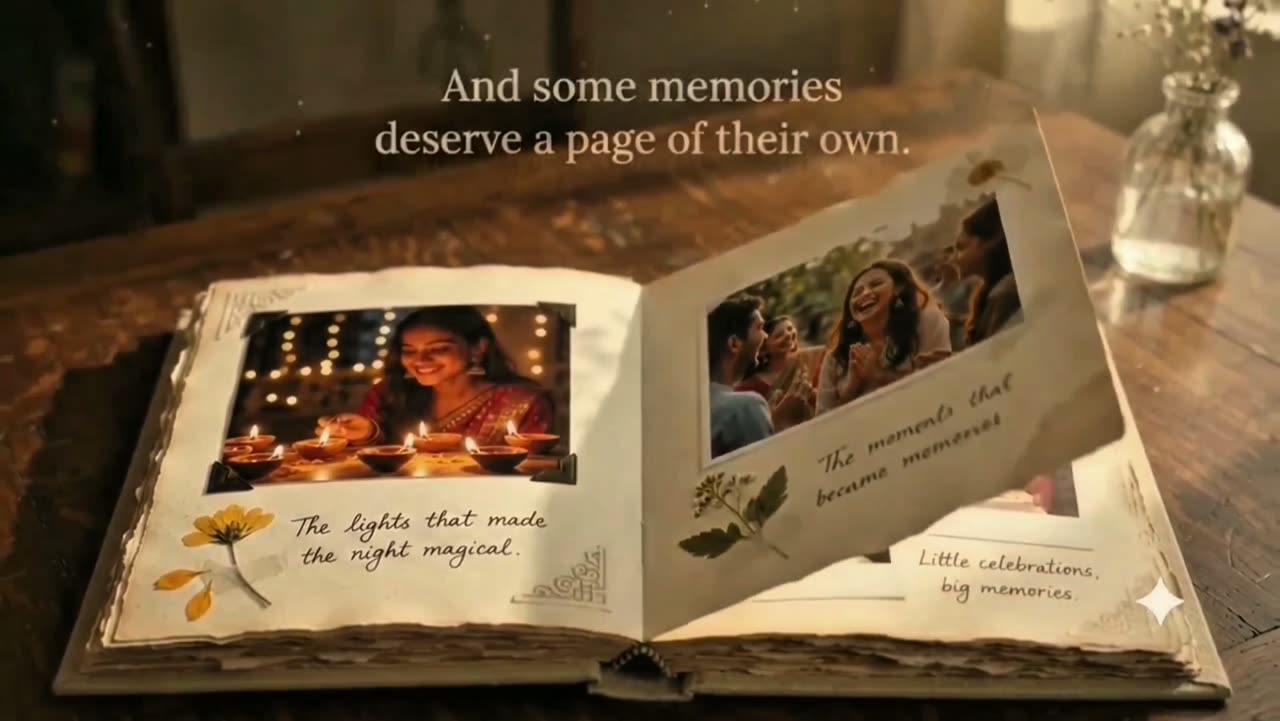 And some memories
deserve a page of their own.
The lights that made
the night magical.
The moments that
became memories
Little celebrations,
big memories.